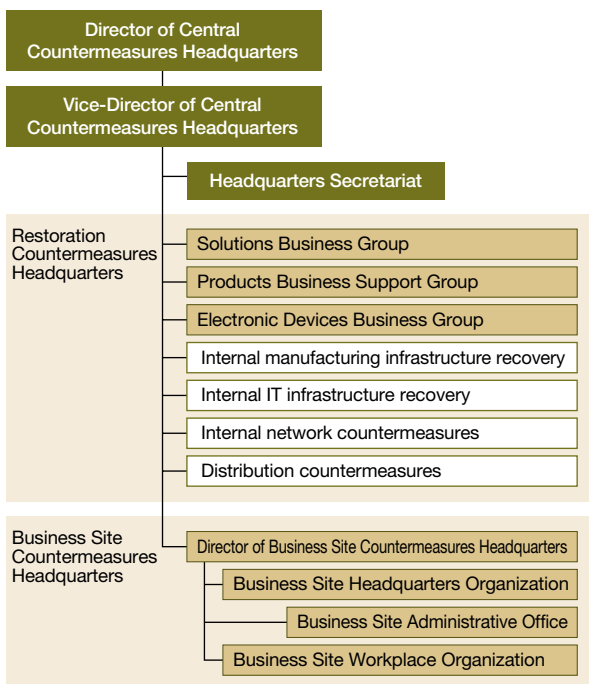 Director of Central
Countermeasures Headquarters
Vice-Director of Central
Countermeasures Headquarters
Headquarters Secretariat
Restoration
Countermeasures
Headquarters
Solutions Business Group
Products Business Support Group
Electronic Devices Business Group
Internal manufacturing infrastructure recovery
Internal IT infrastructure recovery
Internal network countermeasures
Distribution countermeasures
Business Site
Countermeasures
Headquarters
Director of Business Site Countermeasures Headquarters
Business Site Headquarters Organization
Business Site Administrative Office
Business Site Workplace Organization